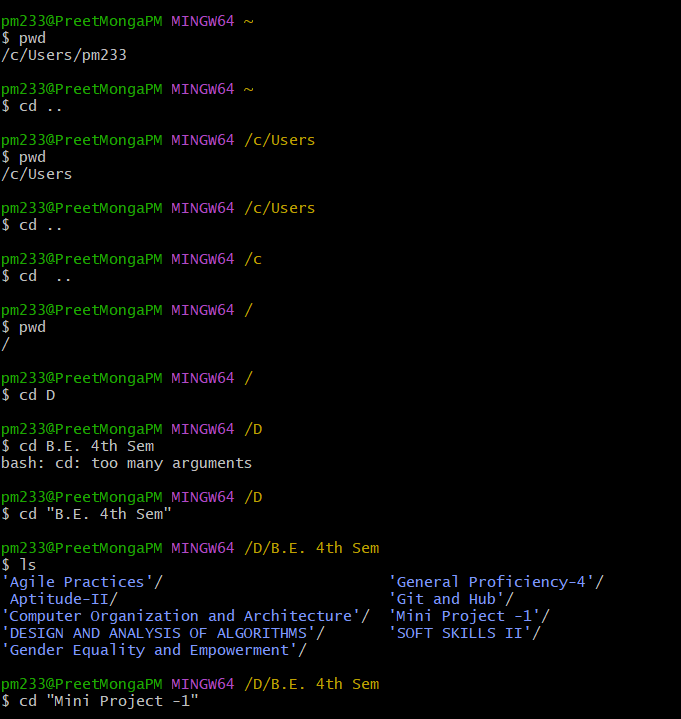 pm233@PreetMongaPM MINGW64 ~
$ pwd
/c/Users/pm233
pm233@PreetMongaPM MINGW64 ~
$ cd ..
pm233@PreetMongaPM MINGW64 /c/Users
$ pwd
/c/Users
pm233@PreetMongaPM MINGW64 /c/Users
$ cd ..
pm233@PreetMongaPM MINGW64 /c
$ cd  ..
pm233@PreetMongaPM MINGW64 /
$ pwd
/
pm233@PreetMongaPM MINGW64 /
$ cd D
pm233@PreetMongaPM MINGW64 /D
$ cd B.E. 4th Sem
bash: cd: too many arguments
pm233@PreetMongaPM MINGW64 /D
$ cd "B.E. 4th Sem"
pm233@PreetMongaPM MINGW64 /D/B.E. 4th Sem
$ ls
'Agile Practices'/                          'General Proficiency-4'/
 Aptitude-II/                               'Git and Hub'/
'Computer Organization and Architecture'/  'Mini Project -1'/
'DESIGN AND ANALYSIS OF ALGORITHMS'/       'SOFT SKILLS II'/
'Gender Equality and Empowerment'/
pm233@PreetMongaPM MINGW64 /D/B.E. 4th Sem
$ cd "Mini Project -1"